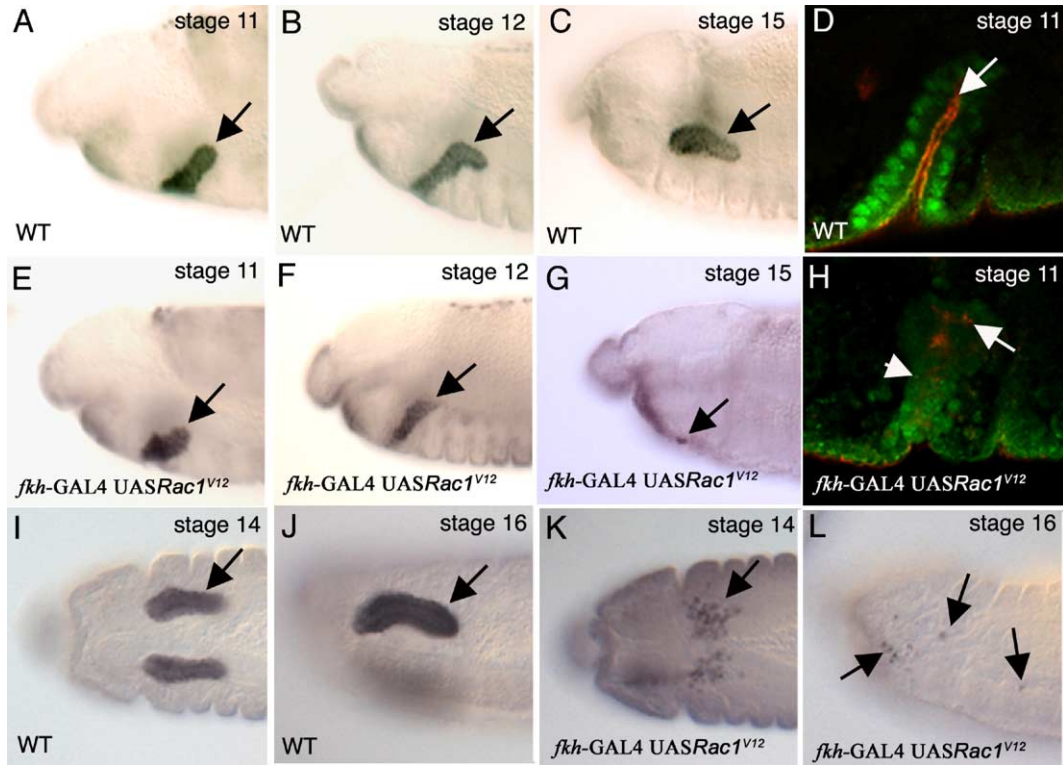 A stage 11
WT
B stage 12
WT
C stage 15
WT
D stage 11
WT
E stage 11
fkh-GAL4 UASRac1V12
F stage 12
fkh-GAL4 UASRac1V12
G stage 15
fkh-GAL4 UASRac1V12
H stage 11
fkh-GAL4 UASRac1V12
I stage 14
WT
J stage 16
WT
K stage 14
fkh-GAL4 UASRac1V12
L stage 16
fkh-GAL4 UASRac1V12